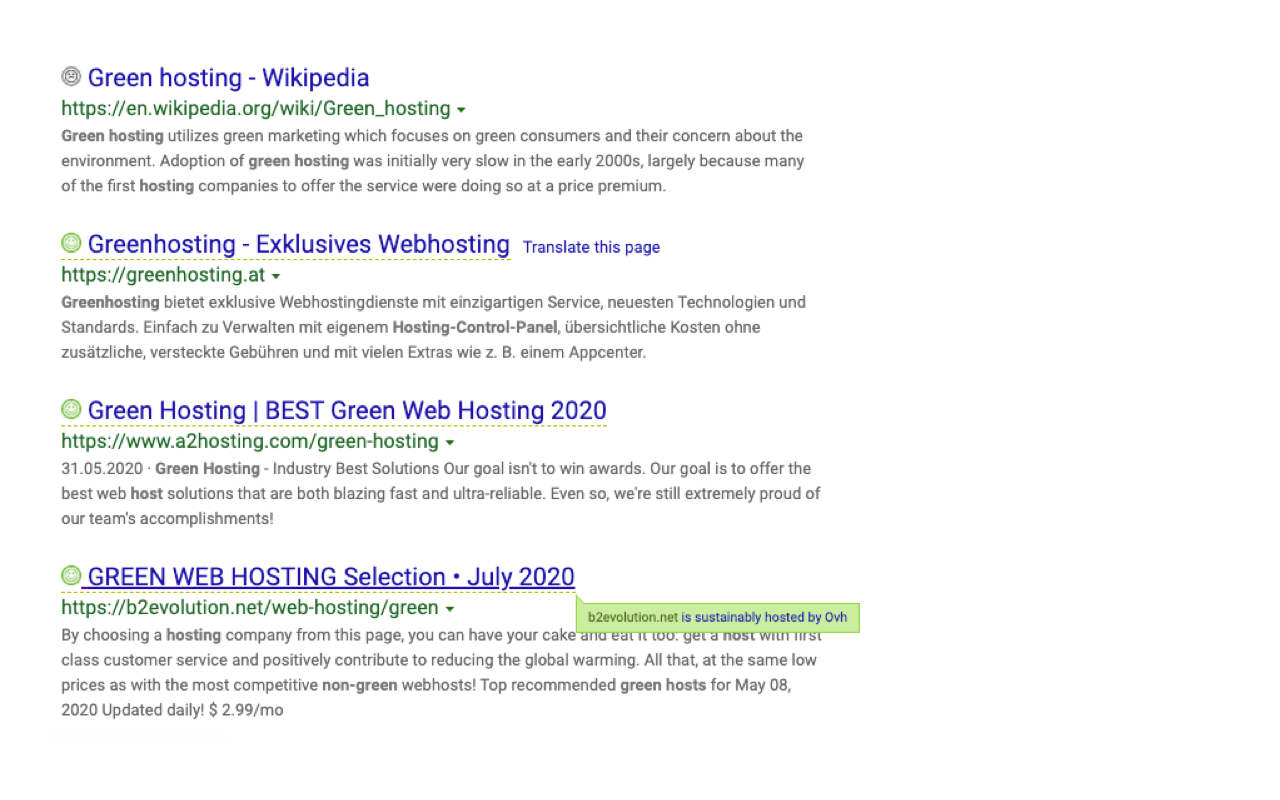 Green hosting - Wikipedia
https://en.wikipedia.org/wiki/Green_hosting
Green hosting utilizes green marketing which focuses on green consumers and their concern about the
environment. Adoption of green hosting was initially very slow in the early 2000s, largely because many
of the first hosting companies to offer the service were doing so at a price premium.
Greenhosting - Exklusives Webhosting Translate this page
https://greenhosting.at
Greenhosting bietet exklusive Webhostingdienste mit einzigartigen Service, neuesten Technologien und
Standards. Einfach zu Verwalten mit eigenem Hosting-Control-Panel, übersichtliche Kosten ohne
zusätzliche, versteckte Gebühren und mit vielen Extras wie z. B. einem Appcenter.
Green Hosting | BEST Green Web Hosting 2020
https://www.a2hosting.com/green-hosting
31.05.2020 · Green Hosting - Industry Best Solutions Our goal isn't to win awards. Our goal is to offer the
best web host solutions that are both blazing fast and ultra-reliable. Even so, we're still extremely proud of
our team's accomplishments!
GREEN WEB HOSTING Selection • July 2020
https://b2evolution.net/web-hosting/green
b2evolution.net is sustainably hosted by Ovh
By choosing a hosting company from this page, you can have your cake and eat it too: get a host with first
class customer service and positively contribute to reducing the global warming. All that, at the same low
prices as with the most competitive non-green webhosts! Top recommended green hosts for May 08,
2020 Updated daily! $ 2.99/mo